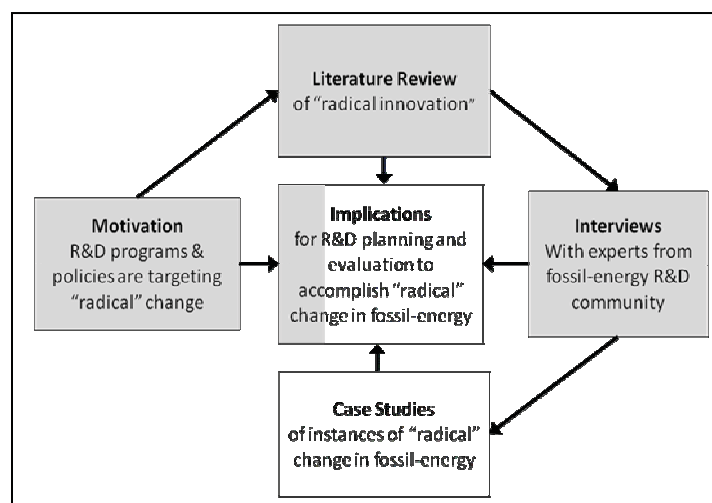 Literature Review
of “radical innovation”
Motivation
R&D programs &
policies are targeting
“radical” change
Implications
for R&D planning and
evaluation to
accomplish “radical”
change in fossil-energy
Interviews
With experts from
fossil-energy R&D
community
Case Studies
of instances of “radical”
change in fossil-energy